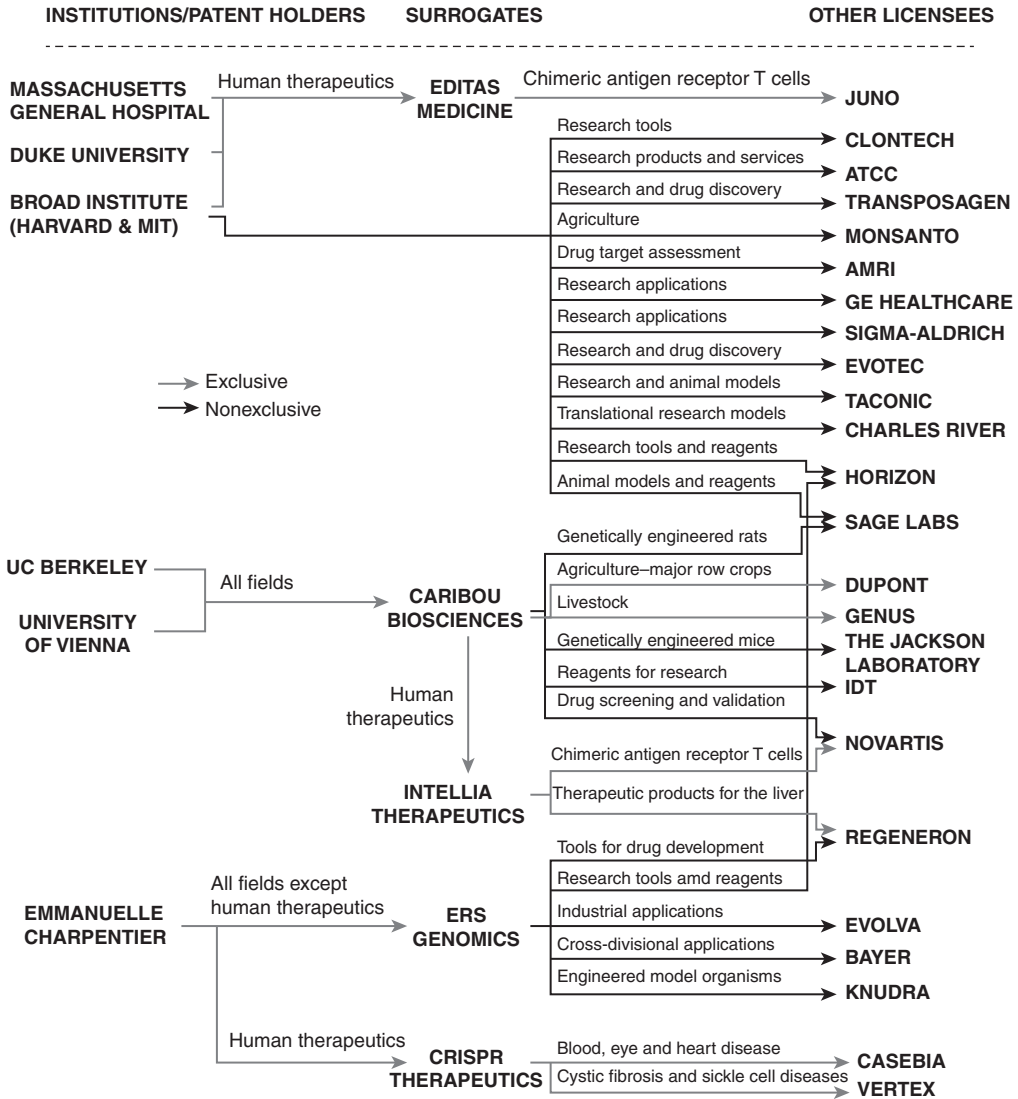 INSTITUTIONS/PATENT HOLDERS SURROGATES OTHER LICENSEES
MASSACHUSETTS
GENERAL HOSPITAL
DUKE UNIVERSITY
BROAD INSTITUTE
(HARVARD & MIT)
Human therapeutics
EDITAS
MEDICINE
Chimeric antigen receptor T cells
JUNO
Research tools
CLONTECH
Research products and services
ATCC
Research and drug discovery
TRANSPOSAGEN
Agriculture
MONSANTO
Drug target assessment
AMRI
Research applications
GE HEALTHCARE
Research applications
SIGMA-ALDRICH
Research and drug discovery
EVOTEC
Research and animal models
TACONIC
Translational research models
CHARLES RIVER
Research tools and reagents
HORIZON
Animal models and reagents
SAGE LABS
Exclusive
Nonexclusive
UC BERKELEY
UNIVERSITY
OF VIENNA
All fields
CARIBOU
BIOSCIENCES
Genetically engineered rats
Agriculture–major row crops
DUPONT
Livestock
GENUS
Genetically engineered mice
THE JACKSON
LABORATORY
Reagents for research
IDT
Drug screening and validation
NOVARTIS
Human
therapeutics
INTELLIA
THERAPEUTICS
Chimeric antigen receptor T cells
Therapeutic products for the liver
REGENERON
EMMANUELLE
CHARPENTIER
All fields except
human therapeutics
ERS
GENOMICS
Tools for drug development
Research tools amd reagents
Industrial applications
EVOLVA
Cross-divisional applications
BAYER
Engineered model organisms
KNUDRA
Human therapeutics
CRISPR
THERAPEUTICS
Blood, eye and heart disease
CASEBIA
Cystic fibrosis and sickle cell diseases
VERTEX